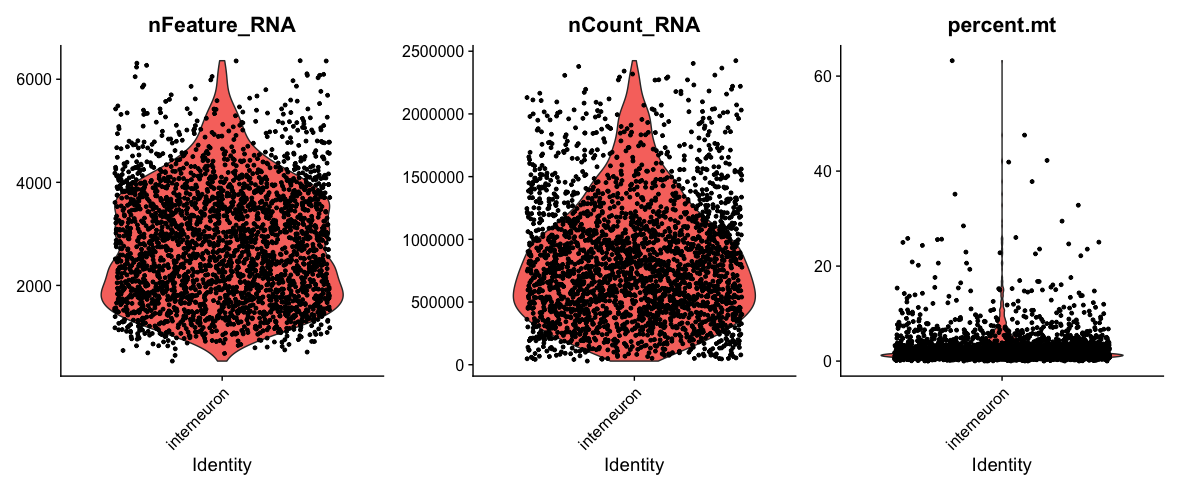 nFeature_RNA
6000
4000
2000
interneuron
Identity
nCount_RNA
2500000
2000000
1500000
1000000
500000
0
interneuron
Identity
percent.mt
60
40
20
0
interneuron
Identity